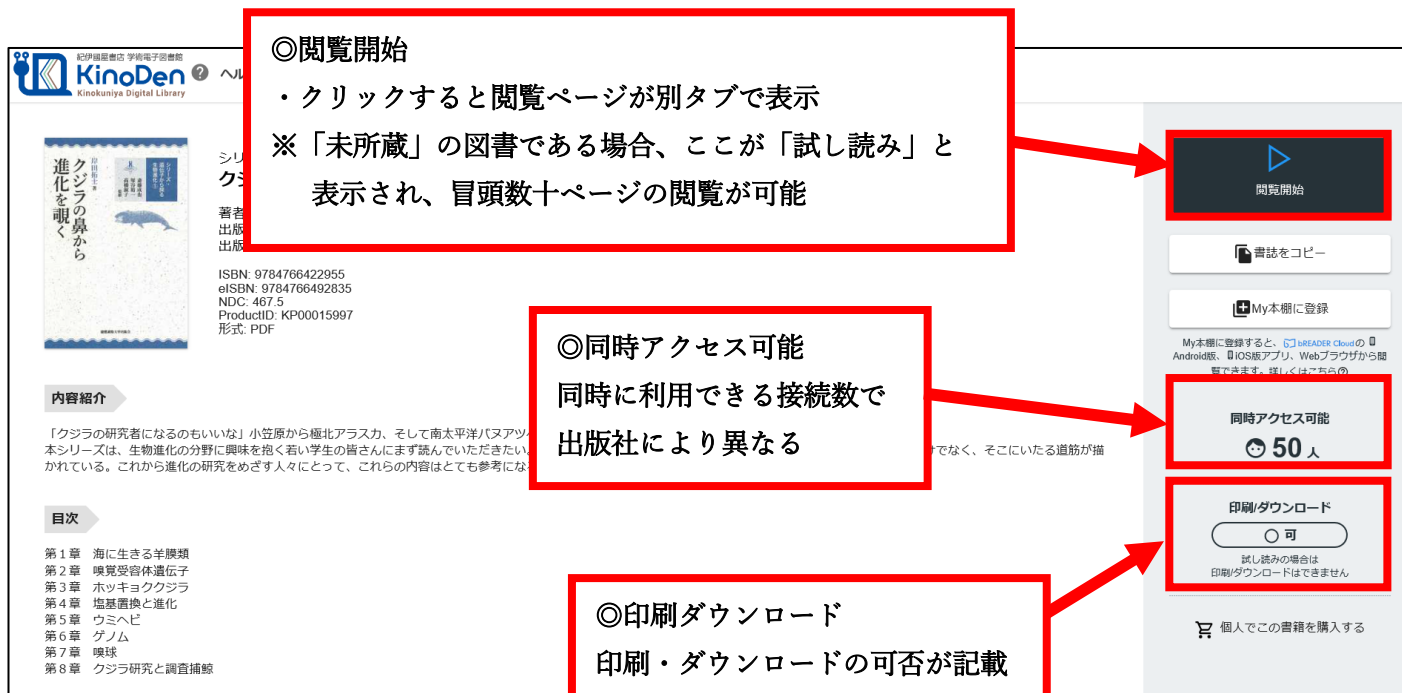 ◎閲覧開始
・クリックすると閲覧ページが別タブで表示
※「未所蔵」の図書である場合、ここが「試し読み」と
表示され、冒頭数十ページの閲覧が可能
紀伊國屋書店 学術電子図書館
KinoDen
Kinokuniya Digital Library
ヘル
岸田拓士 著
クジラの鼻から
進化を覗く
シリ
クジ
著者
出版
出版
ISBN: 9784766422955
eISBN: 9784766492835
NDC: 467.5
ProductID: KP00015997
形式: PDF
閲覧開始
書誌をコピー
My本棚に登録
My本棚に登録すると、bREADER Cloudの
Android版、iOS版アプリ、Webブラウザから閲
覧できます。詳しくはこちら
◎同時アクセス可能
同時に利用できる接続数で
出版社により異なる
同時アクセス可能
50 人
内容紹介
「クジラの研究者になるのもいいな」小笠原から極北アラスカ、そして南太平洋バヌアツへ
本シリーズは、生物進化の分野に興味を抱く若い学生の皆さんにまず読んでいただきたい。
けでなく、そこにいたる道筋が描
かれている。これから進化の研究をめざす人々にとって、これらの内容はとても参考にな
印刷/ダウンロード
可
試し読みの場合は
印刷/ダウンロードはできません
目次
第1章 海に生きる羊膜類
第2章 嗅覚受容体遺伝子
第3章 ホッキョククジラ
第4章 塩基置換と進化
第5章 ウミヘビ
第6章 ゲノム
第7章 嗅球
第8章 クジラ研究と調査捕鯨
◎印刷ダウンロード
印刷・ダウンロードの可否が記載
個人でこの書籍を購入する